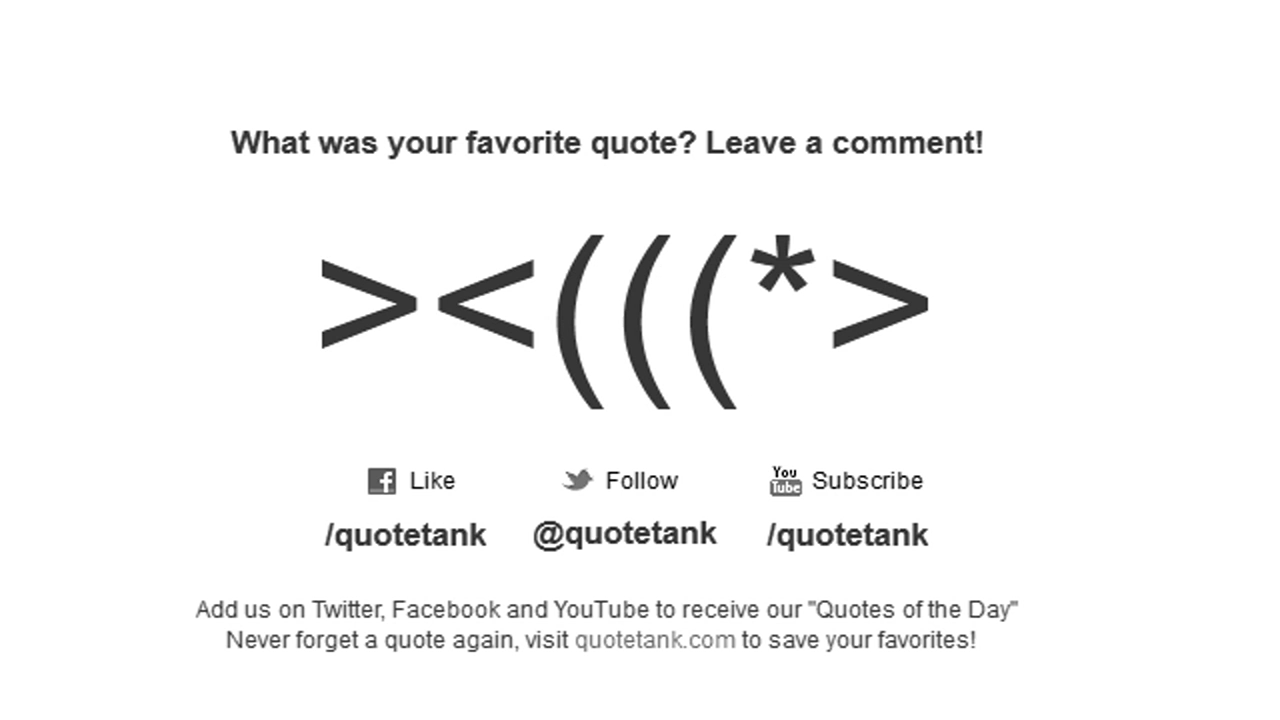 What was your favorite quote? Leave a comment!
><(((*>
Like Follow You Tube Subscribe
/quotetank @quotetank /quotetank
Add us on Twitter, Facebook and YouTube to receive our "Quotes of the Day"
Never forget a quote again, visit quotetank.com to save your favorites!